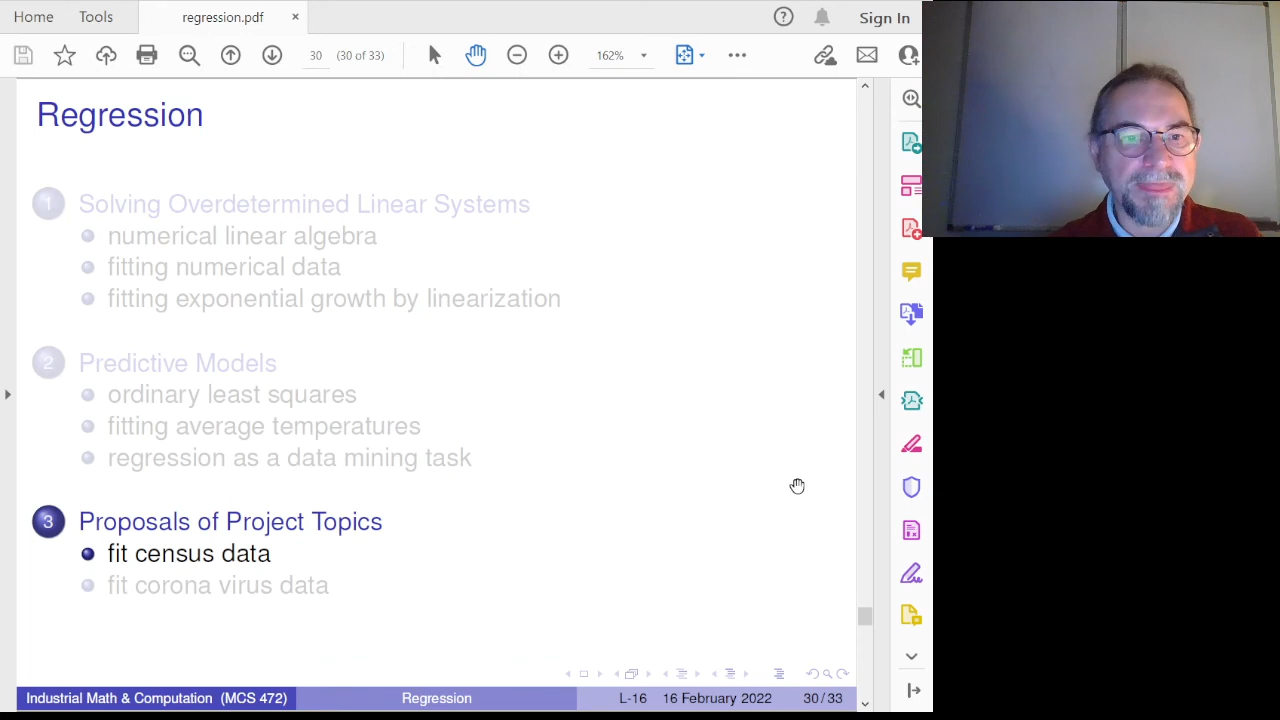 Home Tools regression.pdf × Sign In
30 (30 of 33) 162%
Regression
1 Solving Overdetermined Linear Systems
numerical linear algebra
fitting numerical data
fitting exponential growth by linearization
2 Predictive Models
ordinary least squares
fitting average temperatures
regression as a data mining task
3 Proposals of Project Topics
fit census data
fit corona virus data
Industrial Math & Computation (MCS 472) Regression L-16 16 February 2022 30 / 33